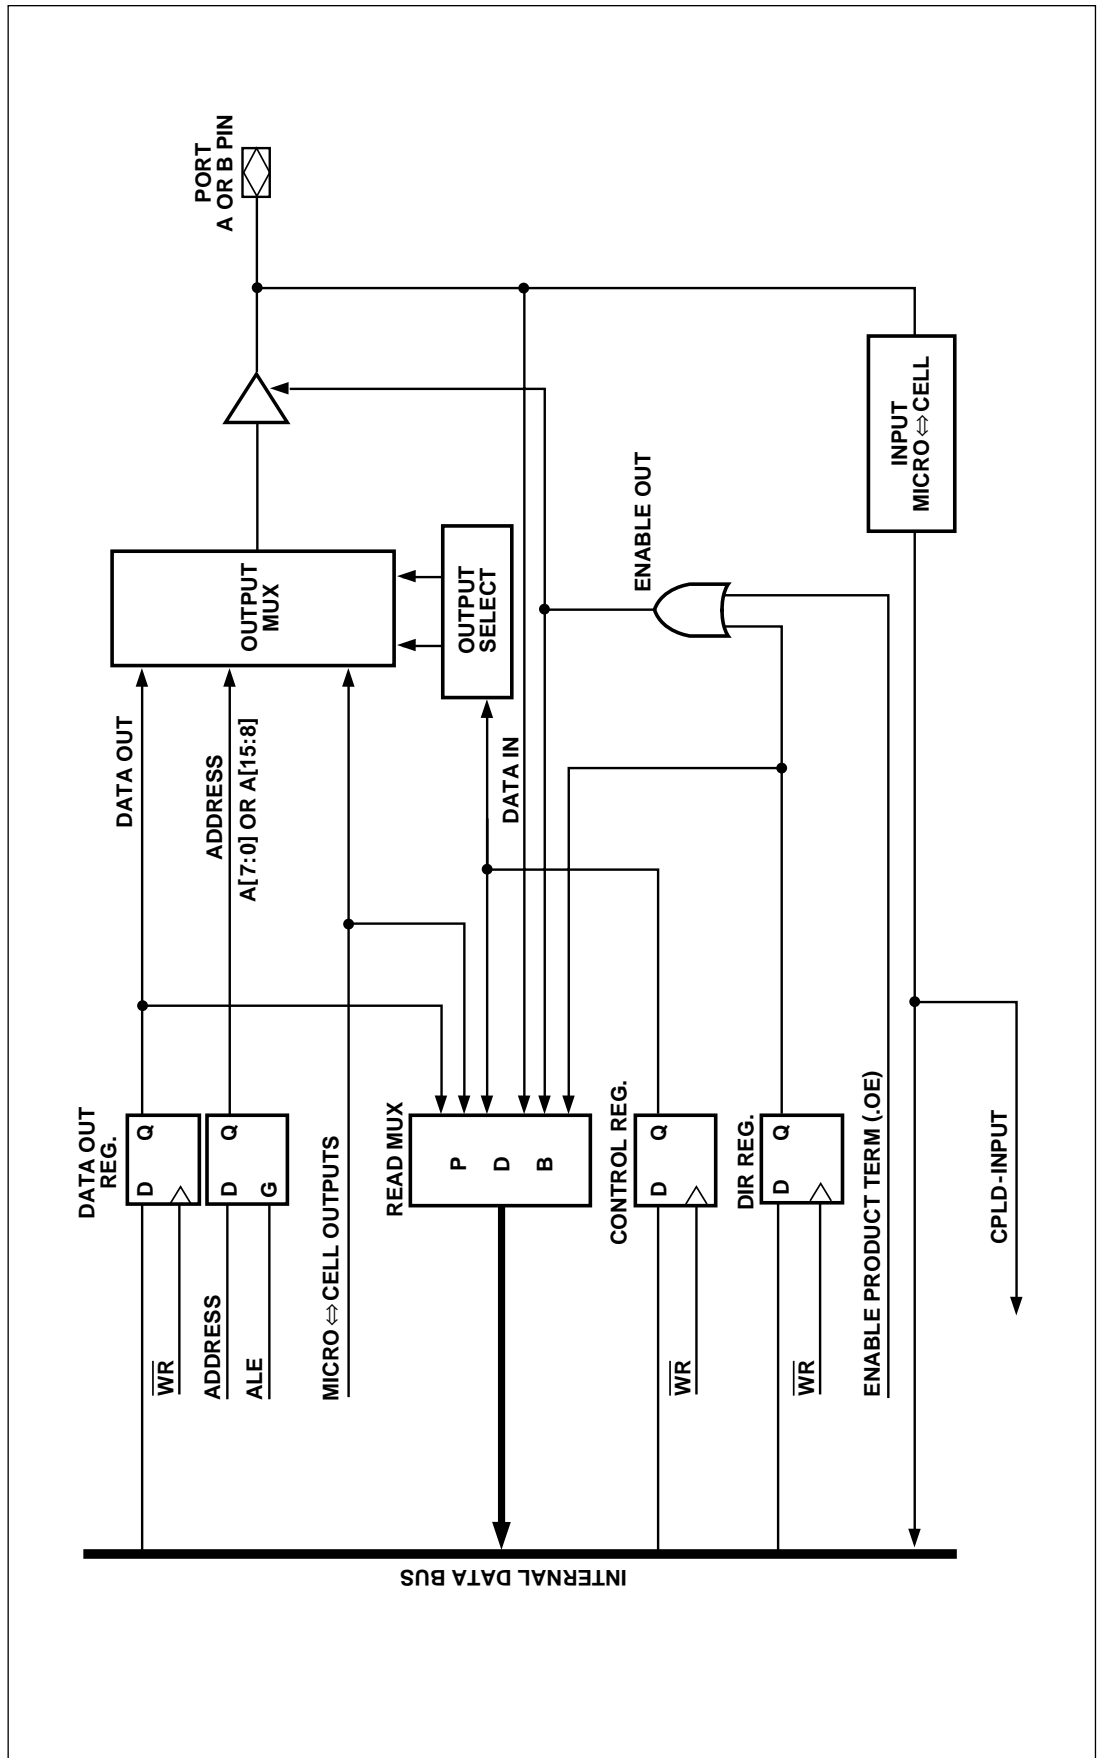 INTERNAL DATA BUS
DATA OUT
REG.
D Q
WR
ADDRESS
D Q
ALE
G
MICRO⇔CELL OUTPUTS
READ MUX
P
D
B
CONTROL REG.
D Q
WR
DIR REG.
D Q
WR
ENABLE PRODUCT TERM (.OE)
CPLD-INPUT
DATA OUT
ADDRESS
A[7:0] OR A[15:8]
DATA IN
OUTPUT
MUX
OUTPUT
SELECT
ENABLE OUT
INPUT
MICRO⇔CELL
PORT
A OR B PIN